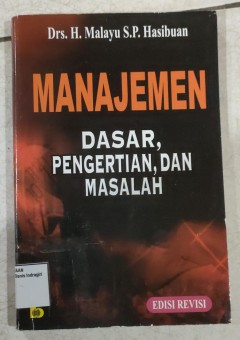 Drs. H. Malayu S.P. Hasibuan
MANAJEMEN
DASAR,
PENGERTIAN, DAN
MASALAH
EDISI REVISI